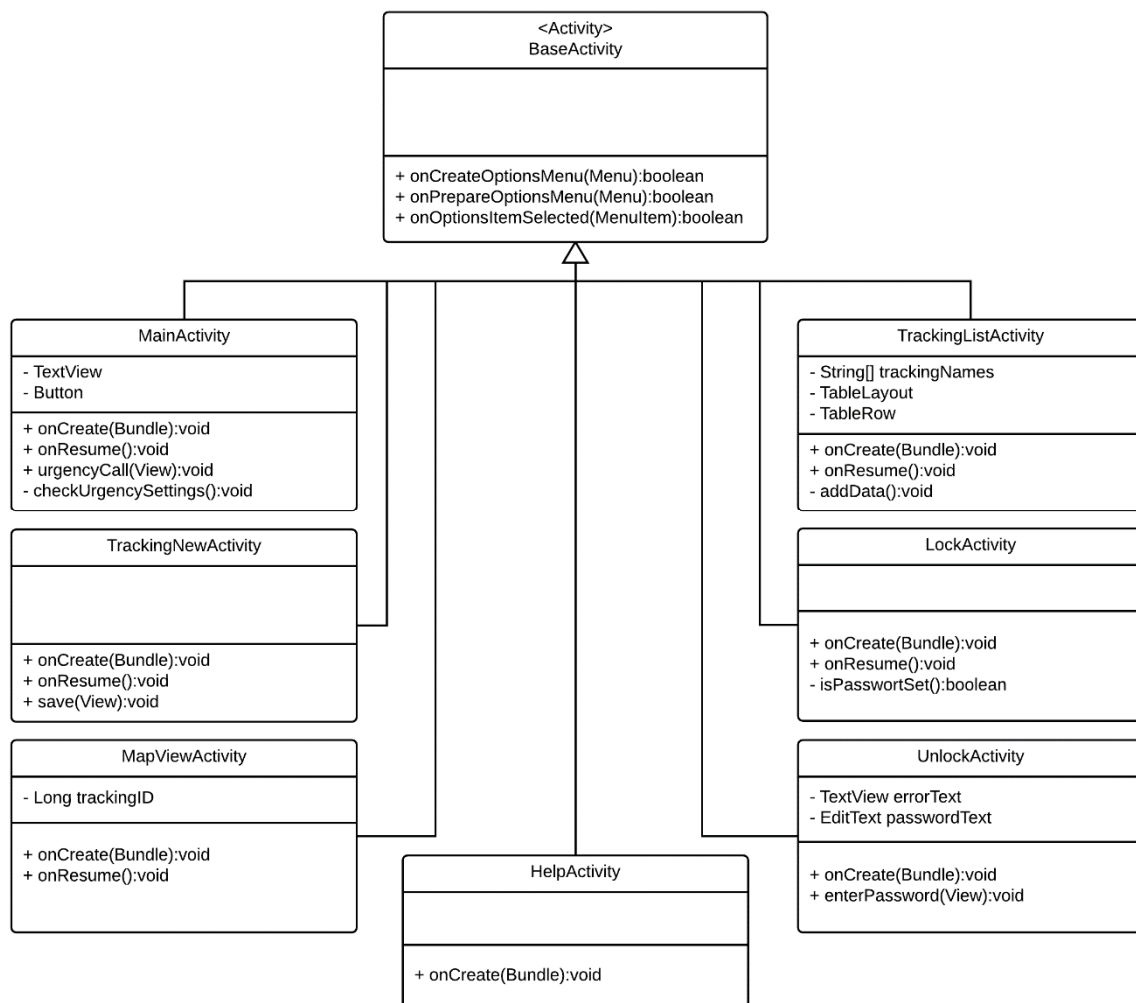 <Activity>
BaseActivity
+ onCreateOptionsMenu(Menu):boolean
+ onPrepareOptionsMenu(Menu):boolean
+ onOptionsItemSelected(MenuItem):boolean
MainActivity
- TextView
- Button
+ onCreate(Bundle):void
+ onResume():void
+ urgencyCall(View):void
- checkUrgencySettings():void
TrackingListActivity
- String[] trackingNames
- TableLayout
- TableRow
+ onCreate(Bundle):void
+ onResume():void
- addData():void
TrackingNewActivity
+ onCreate(Bundle):void
+ onResume():void
+ save(View):void
LockActivity
+ onCreate(Bundle):void
+ onResume():void
- isPasswortSet():boolean
MapViewActivity
- Long trackingID
+ onCreate(Bundle):void
+ onResume():void
UnlockActivity
- TextView errorText
- EditText passwordText
+ onCreate(Bundle):void
+ enterPassword(View):void
HelpActivity
+ onCreate(Bundle):void